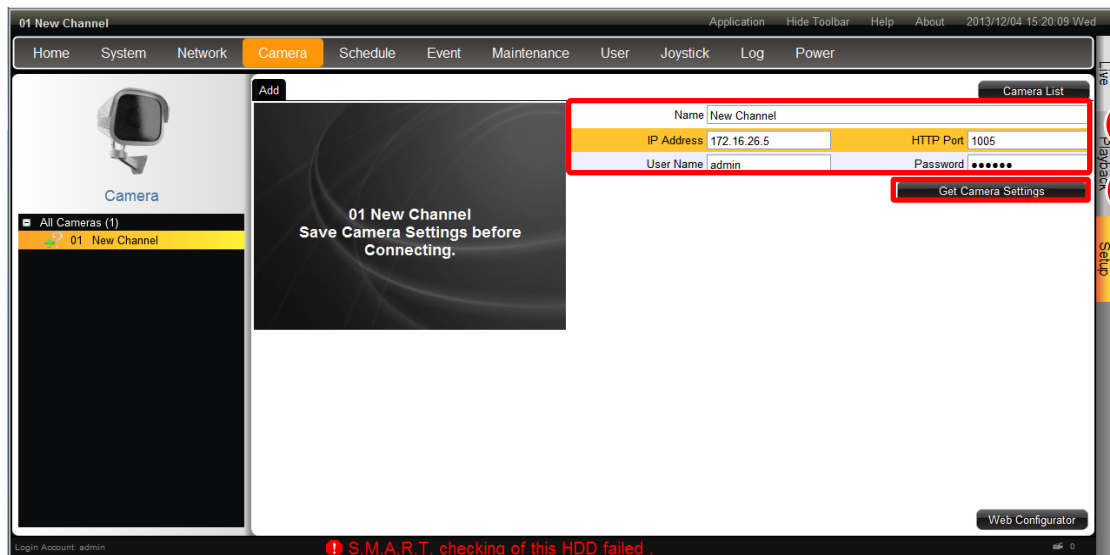 01 New Channel Application Hide Toolbar Help About 2013/12/04 15:20:09 Wed
Home System Network Camera Schedule Event Maintenance User Joystick Log Power
Live
Playback
Setup
Add Camera List
Name New Channel
IP Address 172.16.26.5 HTTP Port 1005
User Name admin Password ●●●●●●
Get Camera Settings
Camera
All Cameras (1)
01 New Channel
01 New Channel
Save Camera Settings before
Connecting.
Web Configurator
Login Account: admin S.M.A.R.T. checking of this HDD failed . 0